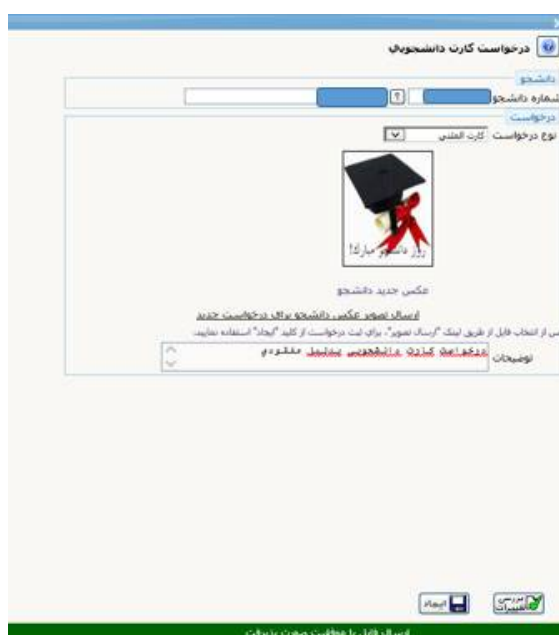 درخواست کارت دانشجویی
دانشجو
شماره دانشجو
درخواست
نوع درخواست کارت المثنی
روز دانشجو مبارک!
عکس جدید دانشجو
ارسال تصویر عکس دانشجو برای درخواست جدید
پس از انتخاب فایل از طریق لینک "ارسال تصویر"، برای ثبت درخواست از کلید "ایجاد" استفاده نمایید.
توضیحات درخواست کارت دانشجویی بدلیل مفقودی
بررسی تغییرات ایجاد
ارسال فایل با موفقیت صورت پذیرفت